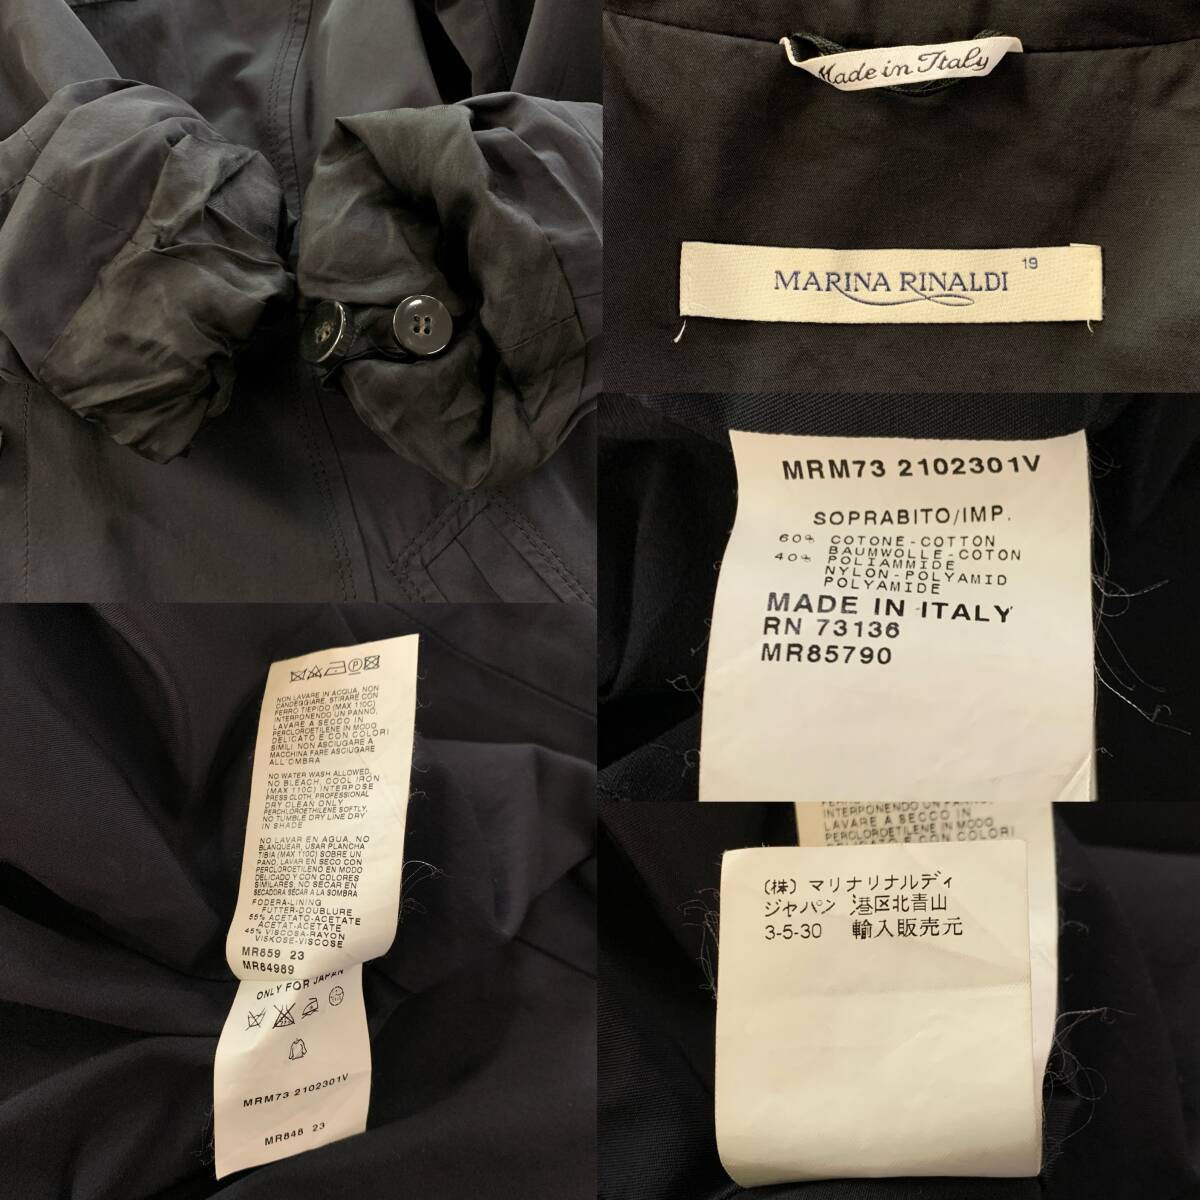 Made in Italy
MARINA RINALDI 19
MRM73 2102301V
SOPRABITO/IMP.
60% COTONE-COTTON
BAUMWOLLE-COTON
40% POLIAMMIDE
NYLON-POLYAMID
POLYAMIDE
MADE IN ITALY
RN 73136
MR85790
NON LAVARE IN ACQUA, NON
CANDEGGIARE, STIRARE CON
FERRO TIEPIDO (MAX 110C)
INTERPONENDO UN PANNO,
LAVARE A SECCO IN
PERCLOROETILENE IN MODO
DELICATO E CON COLORI
SIMILI. NON ASCIUGARE A
MACCHINA FARE ASCIUGARE
ALL'OMBRA
NO WATER WASH ALLOWED,
NO BLEACH, COOL IRON
(MAX 110C) INTERPOSE
PRESS CLOTH, PROFESSIONAL
DRY CLEAN ONLY
PERCHLOROETHILENE SOFTLY,
NO TUMBLE DRY LINE DRY
IN SHADE
NO LAVAR EN AGUA, NO
BLANQUEAR, USAR PLANCHA
TIBIA (MAX 110C) SOBRE UN
PANO, LAVAR EN SECO CON
PERCLOROETILENO EN MODO
DELICADO Y CON COLORES
SIMILARES, NO SECAR EN
SECADORA SECAR A LA SOMBRA
FODERA-LINING
FUTTER-DOUBLURE
55% ACETATO-ACETATE
ACETAT-ACETATE
45% VISCOSA-RAYON
VISKOSE-VISCOSE
MR859 23
MR84989
ONLY FOR JAPAN
MRM73 2102301V
MR848 23
INTERPONENDO UN PANNO,
LAVARE A SECCO IN
PERCLOROETILENE IN MODO
DELICATO E CON COLORI
(株) マリナリナルディ
ジャパン 港区北青山
3-5-30 輸入販売元